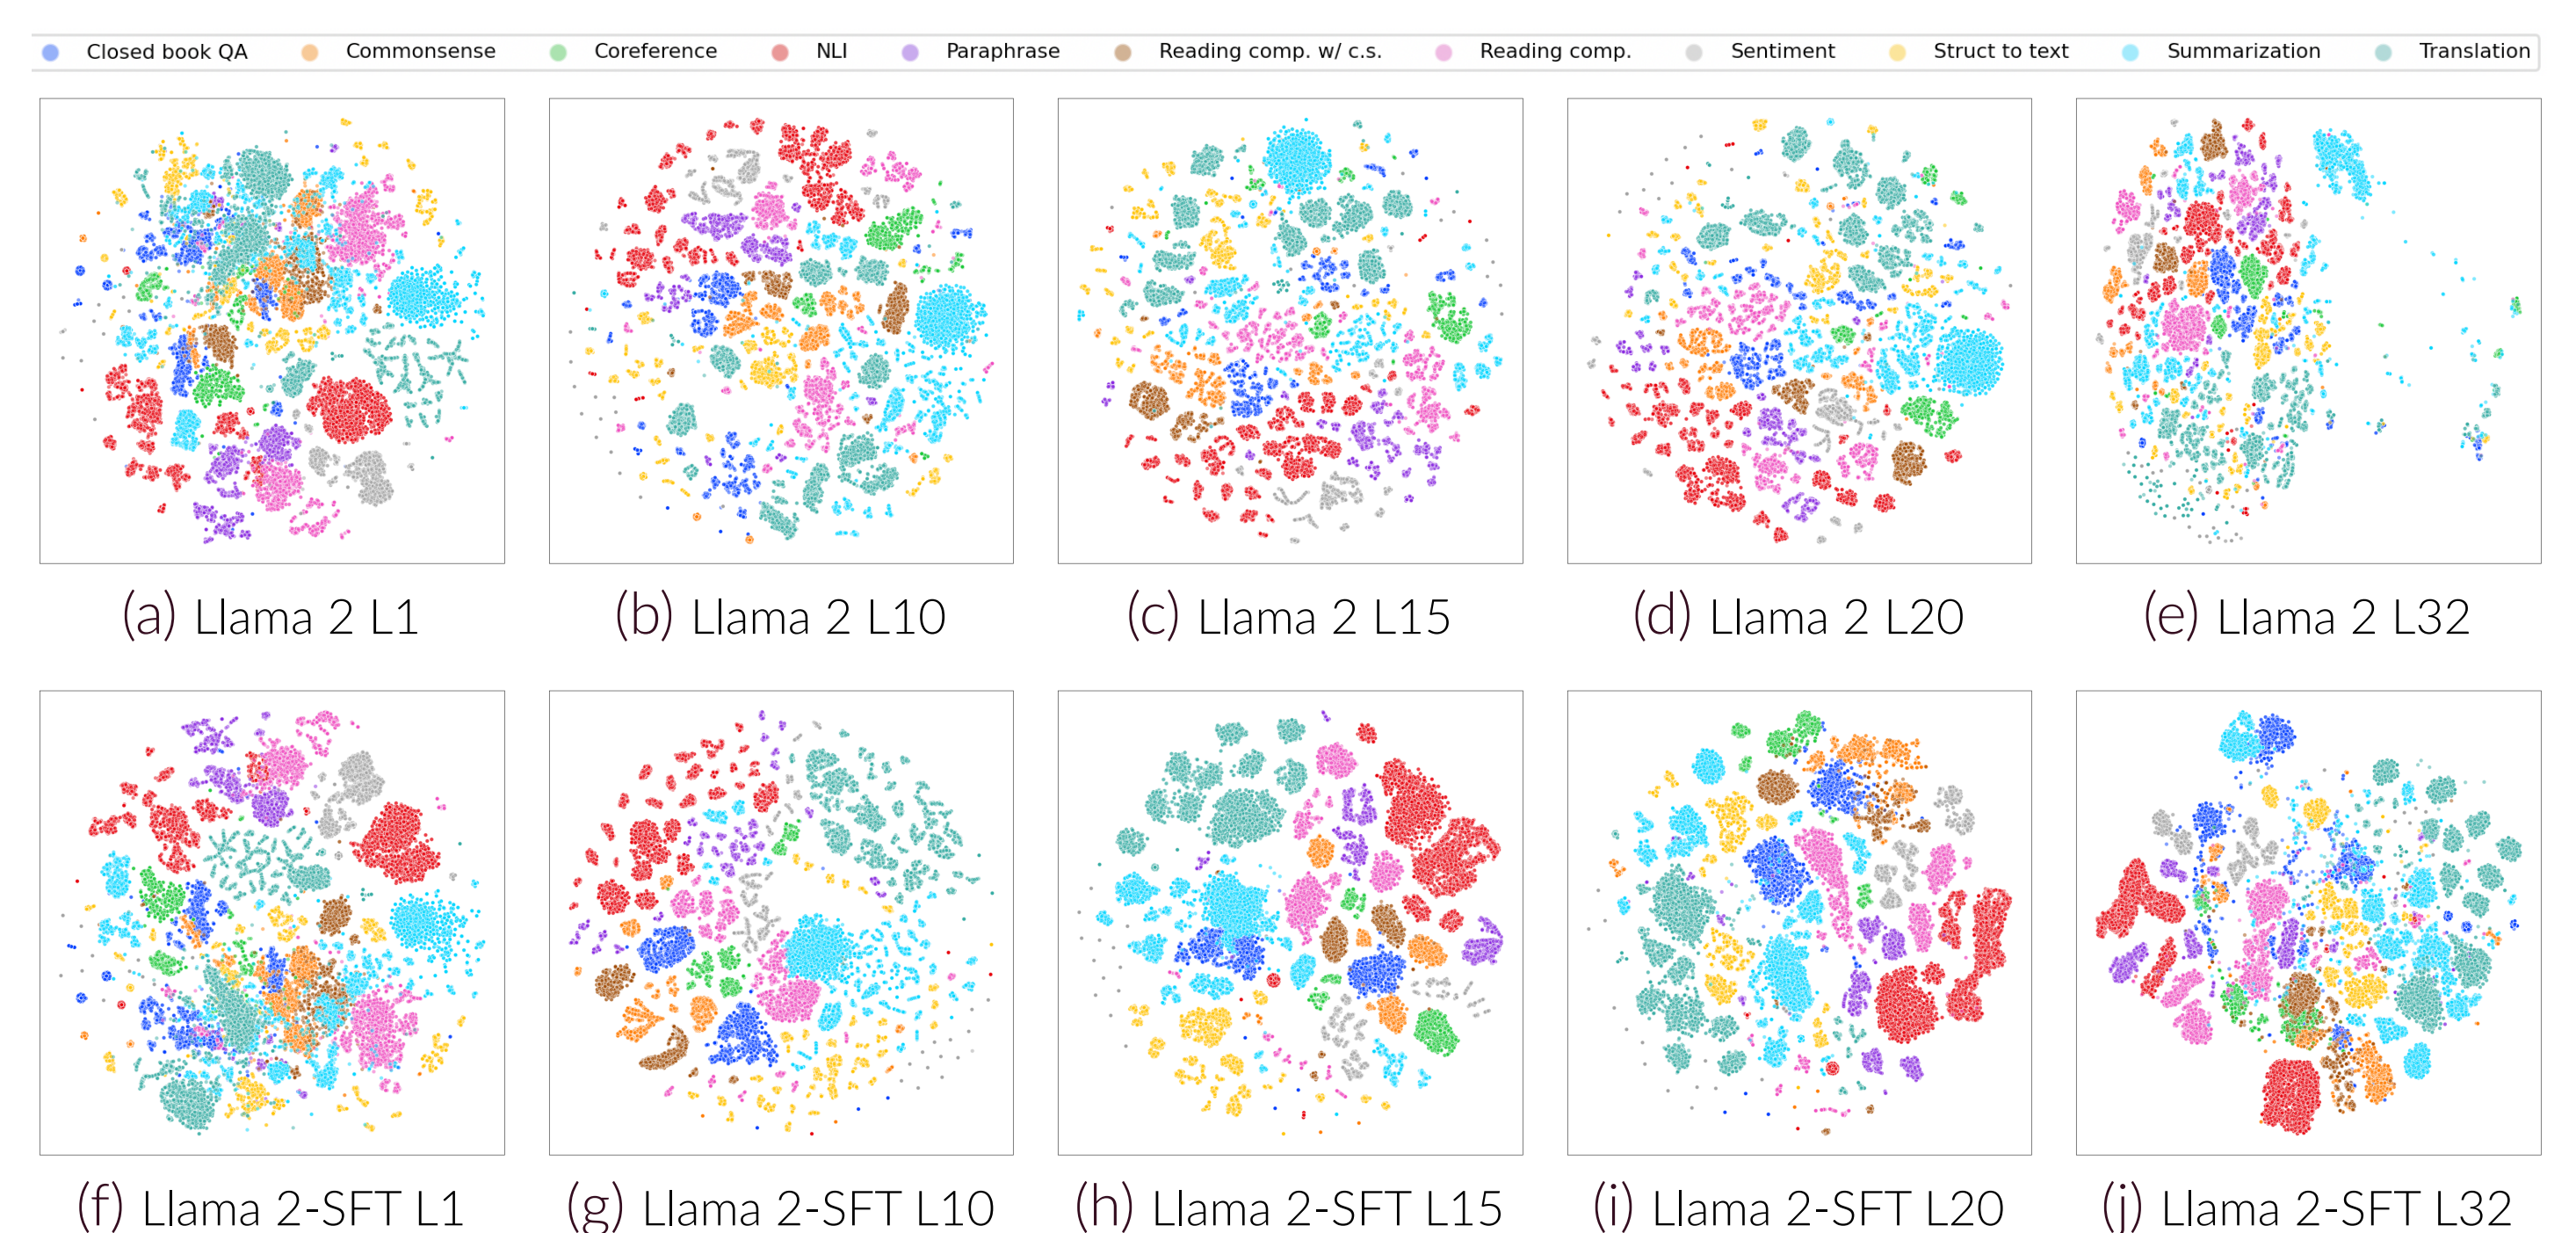 Closed book QA Commonsense Coreference NLI Paraphrase Reading comp. w/ c.s. Reading comp. Sentiment Struct to text Summarization Translation
(a) Llama 2 L1 (b) Llama 2 L10 (c) Llama 2 L15 (d) Llama 2 L20 (e) Llama 2 L32
(f) Llama 2-SFT L1 (g) Llama 2-SFT L10 (h) Llama 2-SFT L15 (i) Llama 2-SFT L20 (j) Llama 2-SFT L32